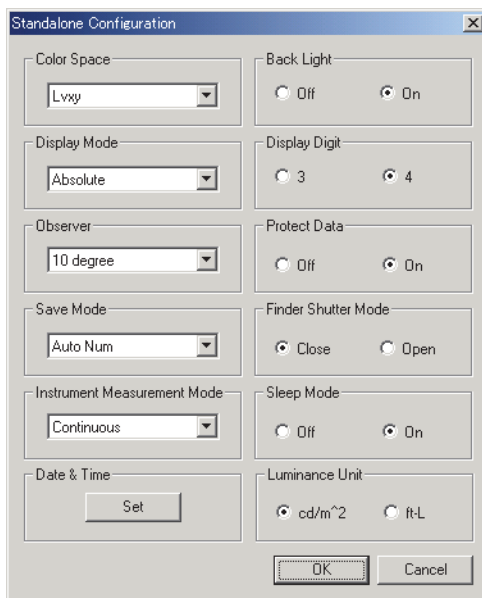 Standalone Configuration
Color Space
Lvxy
Back Light
Off
On
Display Mode
Absolute
Display Digit
3
4
Observer
10 degree
Protect Data
Off
On
Save Mode
Auto Num
Finder Shutter Mode
Close
Open
Instrument Measurement Mode
Continuous
Sleep Mode
Off
On
Date & Time
Set
Luminance Unit
cd/m^2
ft-L
OK
Cancel